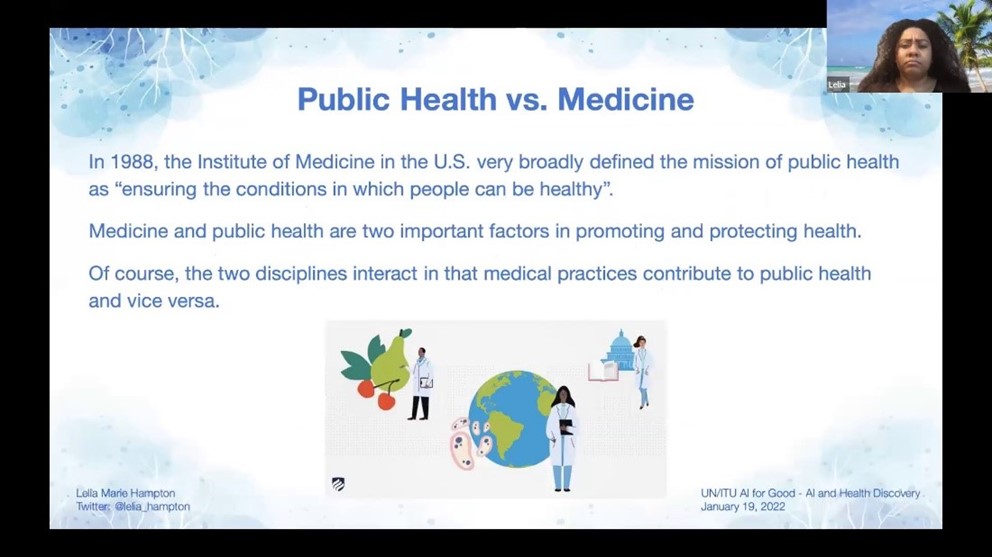 Lelia
Public Health vs. Medicine
In 1988, the Institute of Medicine in the U.S. very broadly defined the mission of public health
as “ensuring the conditions in which people can be healthy”.
Medicine and public health are two important factors in promoting and protecting health.
Of course, the two disciplines interact in that medical practices contribute to public health
and vice versa.
Lelia Marie Hampton
Twitter: @lelia_hampton
UN/ITU AI for Good - AI and Health Discovery
January 19, 2022